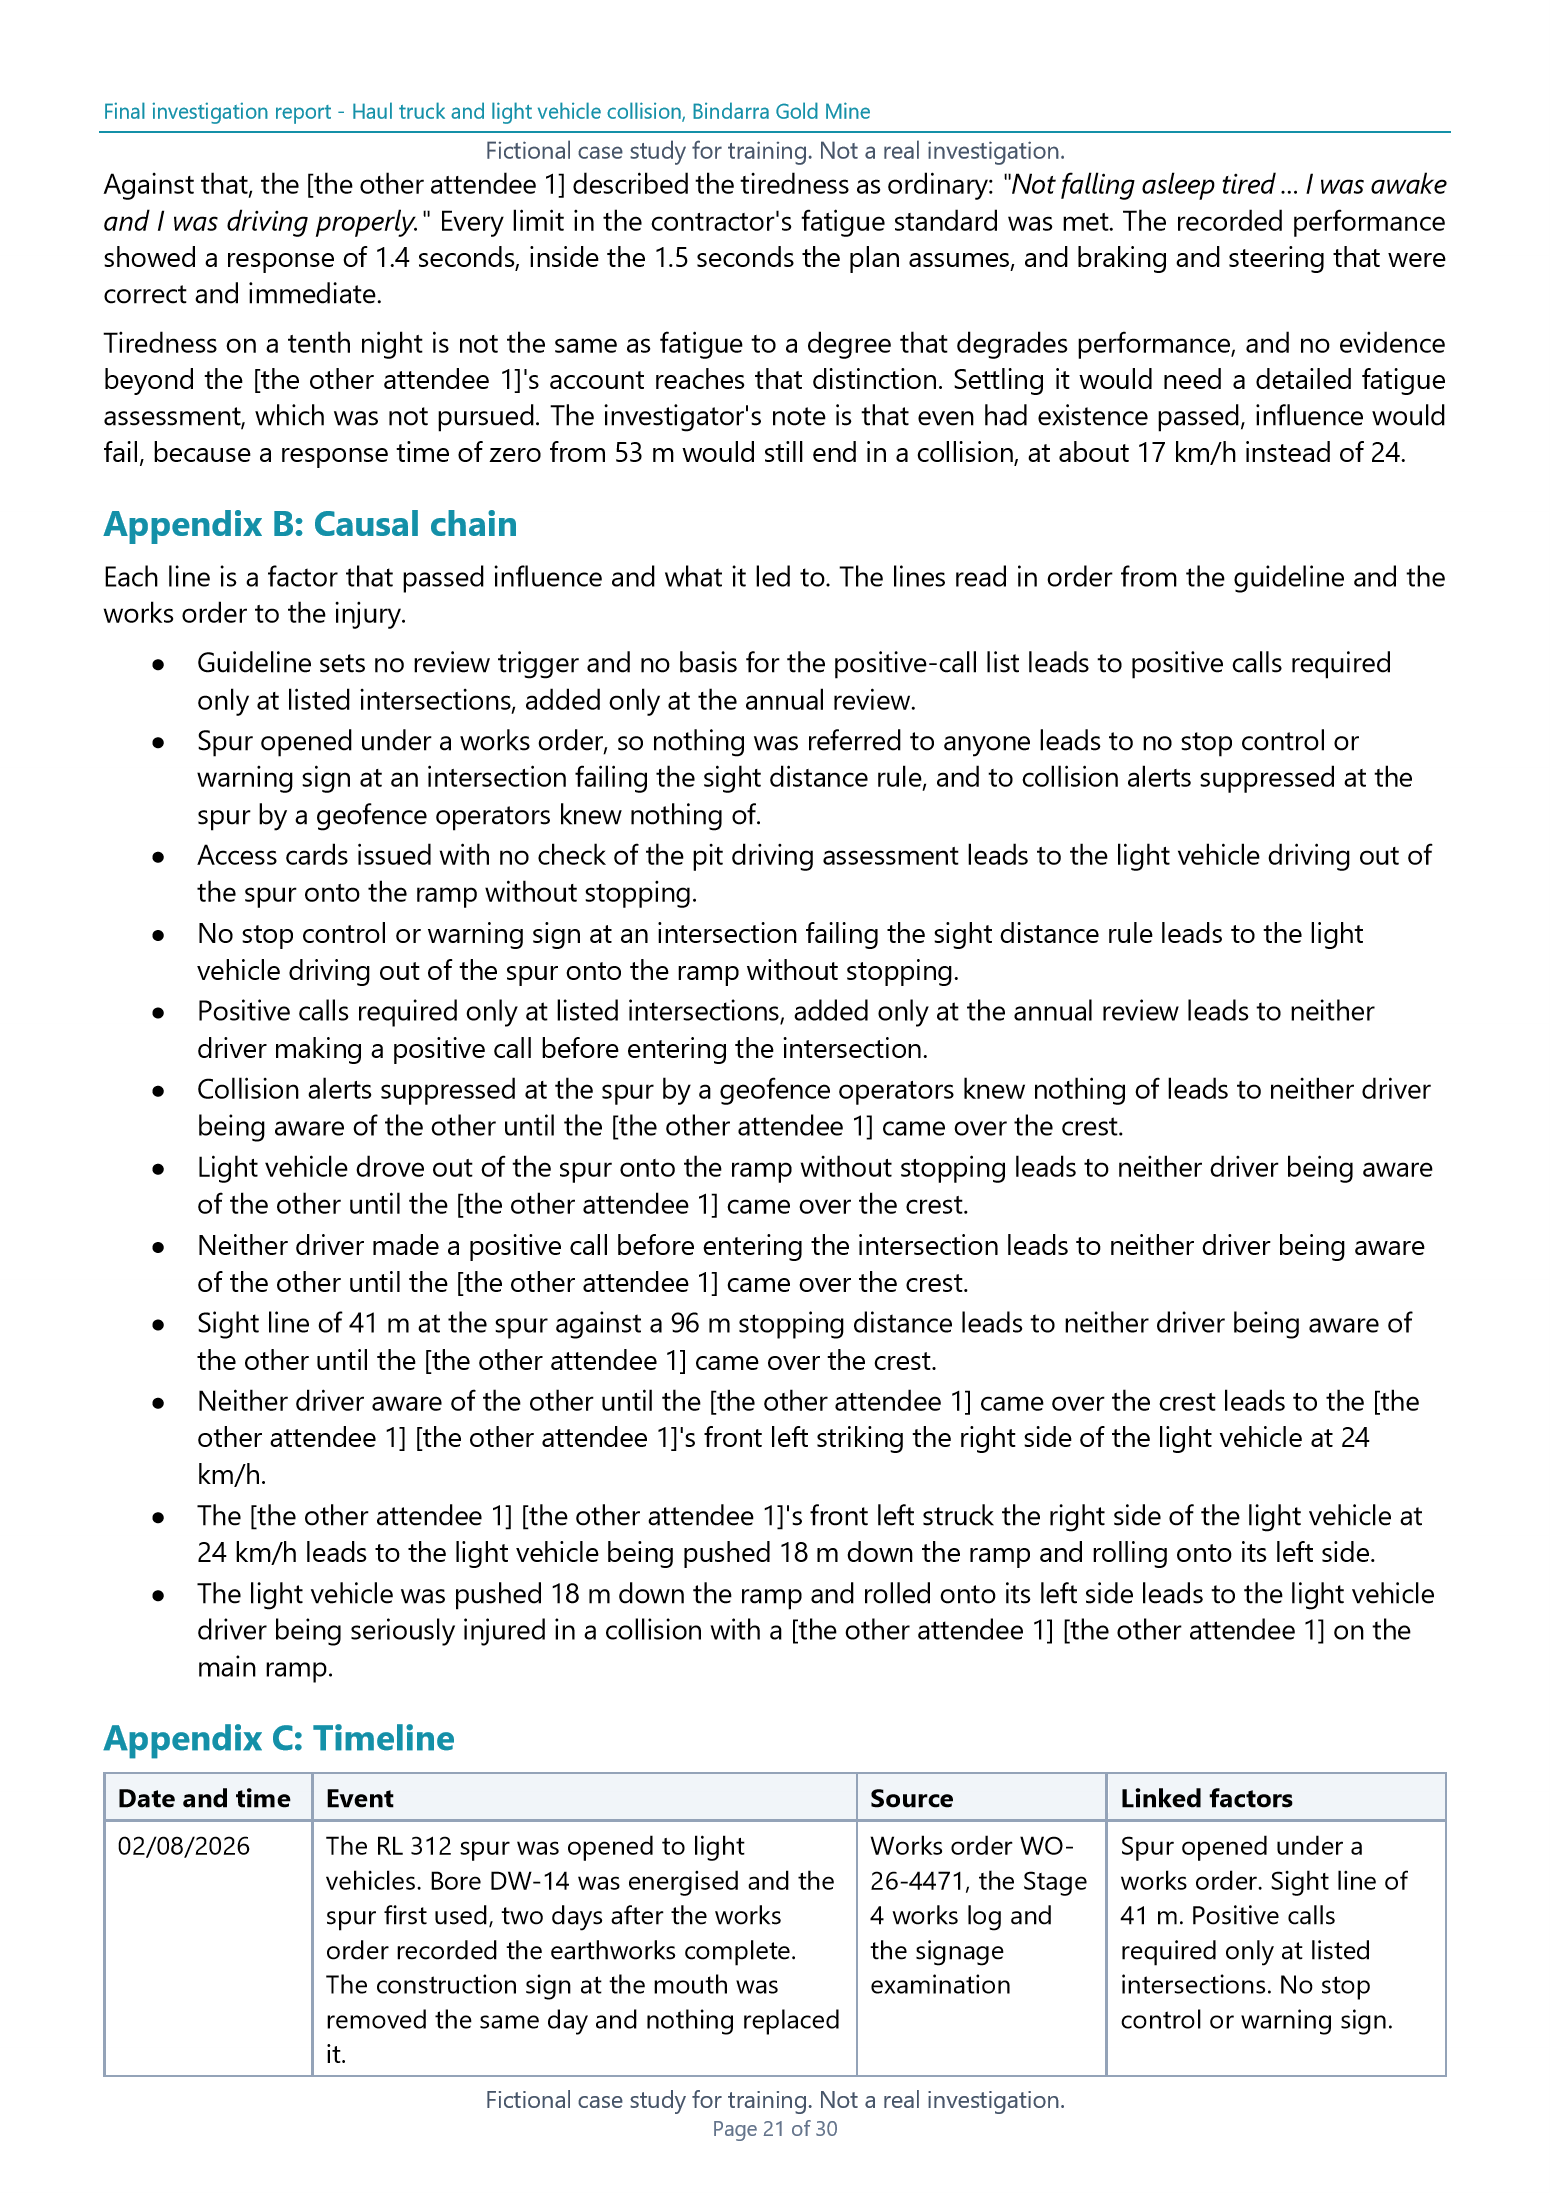 Final investigation report - Haul truck and light vehicle collision, Bindarra Gold Mine
Fictional case study for training. Not a real investigation.
Against that, the [the other attendee 1] described the tiredness as ordinary: "Not falling asleep tired ... I was awake
and I was driving properly." Every limit in the contractor's fatigue standard was met. The recorded performance
showed a response of 1.4 seconds, inside the 1.5 seconds the plan assumes, and braking and steering that were
correct and immediate.
Tiredness on a tenth night is not the same as fatigue to a degree that degrades performance, and no evidence
beyond the [the other attendee 1]'s account reaches that distinction. Settling it would need a detailed fatigue
assessment, which was not pursued. The investigator's note is that even had existence passed, influence would
fail, because a response time of zero from 53 m would still end in a collision, at about 17 km/h instead of 24.
Appendix B: Causal chain
Each line is a factor that passed influence and what it led to. The lines read in order from the guideline and the
works order to the injury.
● Guideline sets no review trigger and no basis for the positive-call list leads to positive calls required
only at listed intersections, added only at the annual review.
● Spur opened under a works order, so nothing was referred to anyone leads to no stop control or
warning sign at an intersection failing the sight distance rule, and to collision alerts suppressed at the
spur by a geofence operators knew nothing of.
● Access cards issued with no check of the pit driving assessment leads to the light vehicle driving out of
the spur onto the ramp without stopping.
● No stop control or warning sign at an intersection failing the sight distance rule leads to the light
vehicle driving out of the spur onto the ramp without stopping.
● Positive calls required only at listed intersections, added only at the annual review leads to neither
driver making a positive call before entering the intersection.
● Collision alerts suppressed at the spur by a geofence operators knew nothing of leads to neither driver
being aware of the other until the [the other attendee 1] came over the crest.
● Light vehicle drove out of the spur onto the ramp without stopping leads to neither driver being aware
of the other until the [the other attendee 1] came over the crest.
● Neither driver made a positive call before entering the intersection leads to neither driver being aware
of the other until the [the other attendee 1] came over the crest.
● Sight line of 41 m at the spur against a 96 m stopping distance leads to neither driver being aware of
the other until the [the other attendee 1] came over the crest.
● Neither driver aware of the other until the [the other attendee 1] came over the crest leads to the [the
other attendee 1] [the other attendee 1]'s front left striking the right side of the light vehicle at 24
km/h.
● The [the other attendee 1] [the other attendee 1]'s front left struck the right side of the light vehicle at
24 km/h leads to the light vehicle being pushed 18 m down the ramp and rolling onto its left side.
● The light vehicle was pushed 18 m down the ramp and rolled onto its left side leads to the light vehicle
driver being seriously injured in a collision with a [the other attendee 1] [the other attendee 1] on the
main ramp.
Appendix C: Timeline
Date and time
Event
Source
Linked factors
02/08/2026
The RL 312 spur was opened to light
vehicles. Bore DW-14 was energised and the
spur first used, two days after the works
order recorded the earthworks complete.
The construction sign at the mouth was
removed the same day and nothing replaced
it.
Works order WO-
26-4471, the Stage
4 works log and
the signage
examination
Spur opened under a
works order. Sight line of
41 m. Positive calls
required only at listed
intersections. No stop
control or warning sign.
Fictional case study for training. Not a real investigation.
Page 21 of 30